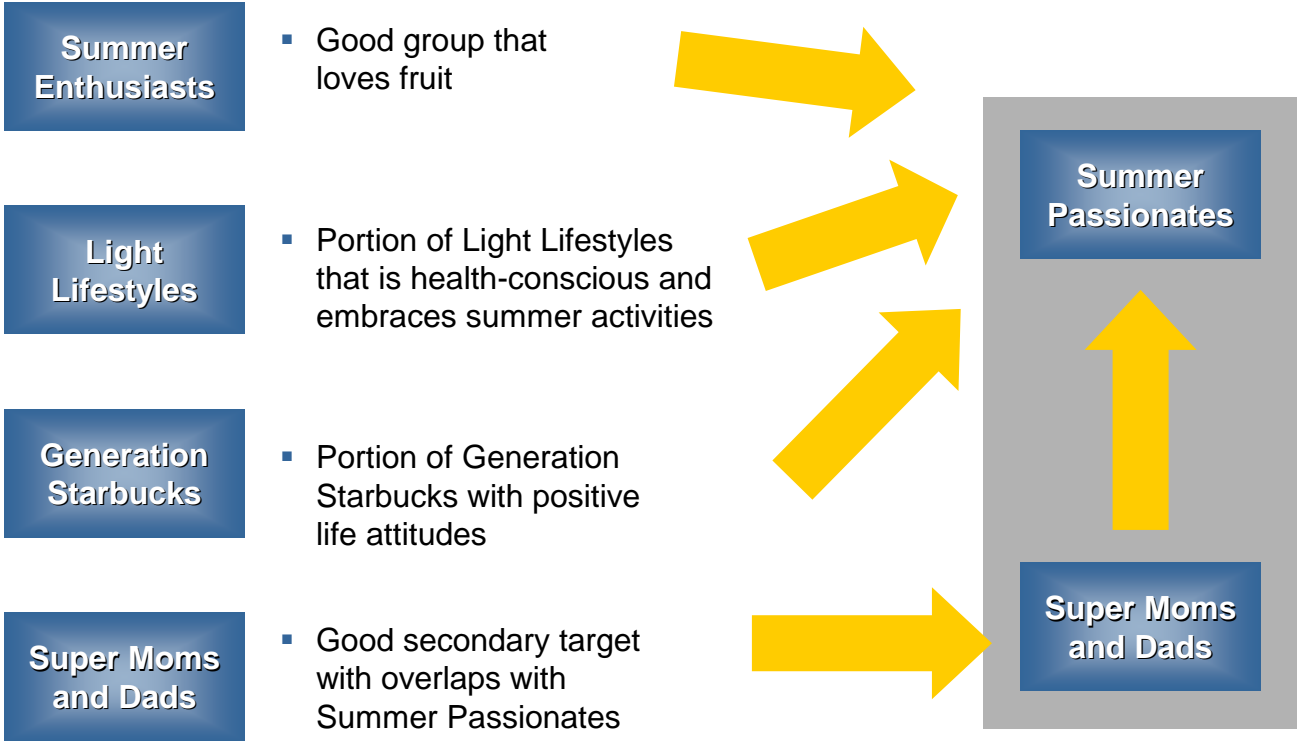 Summer
Enthusiasts
▪ Good group that
loves fruit
Light
Lifestyles
▪ Portion of Light Lifestyles
that is health-conscious and
embraces summer activities
Generation
Starbucks
▪ Portion of Generation
Starbucks with positive
life attitudes
Super Moms
and Dads
▪ Good secondary target
with overlaps with
Summer Passionates
Summer
Passionates
Super Moms
and Dads